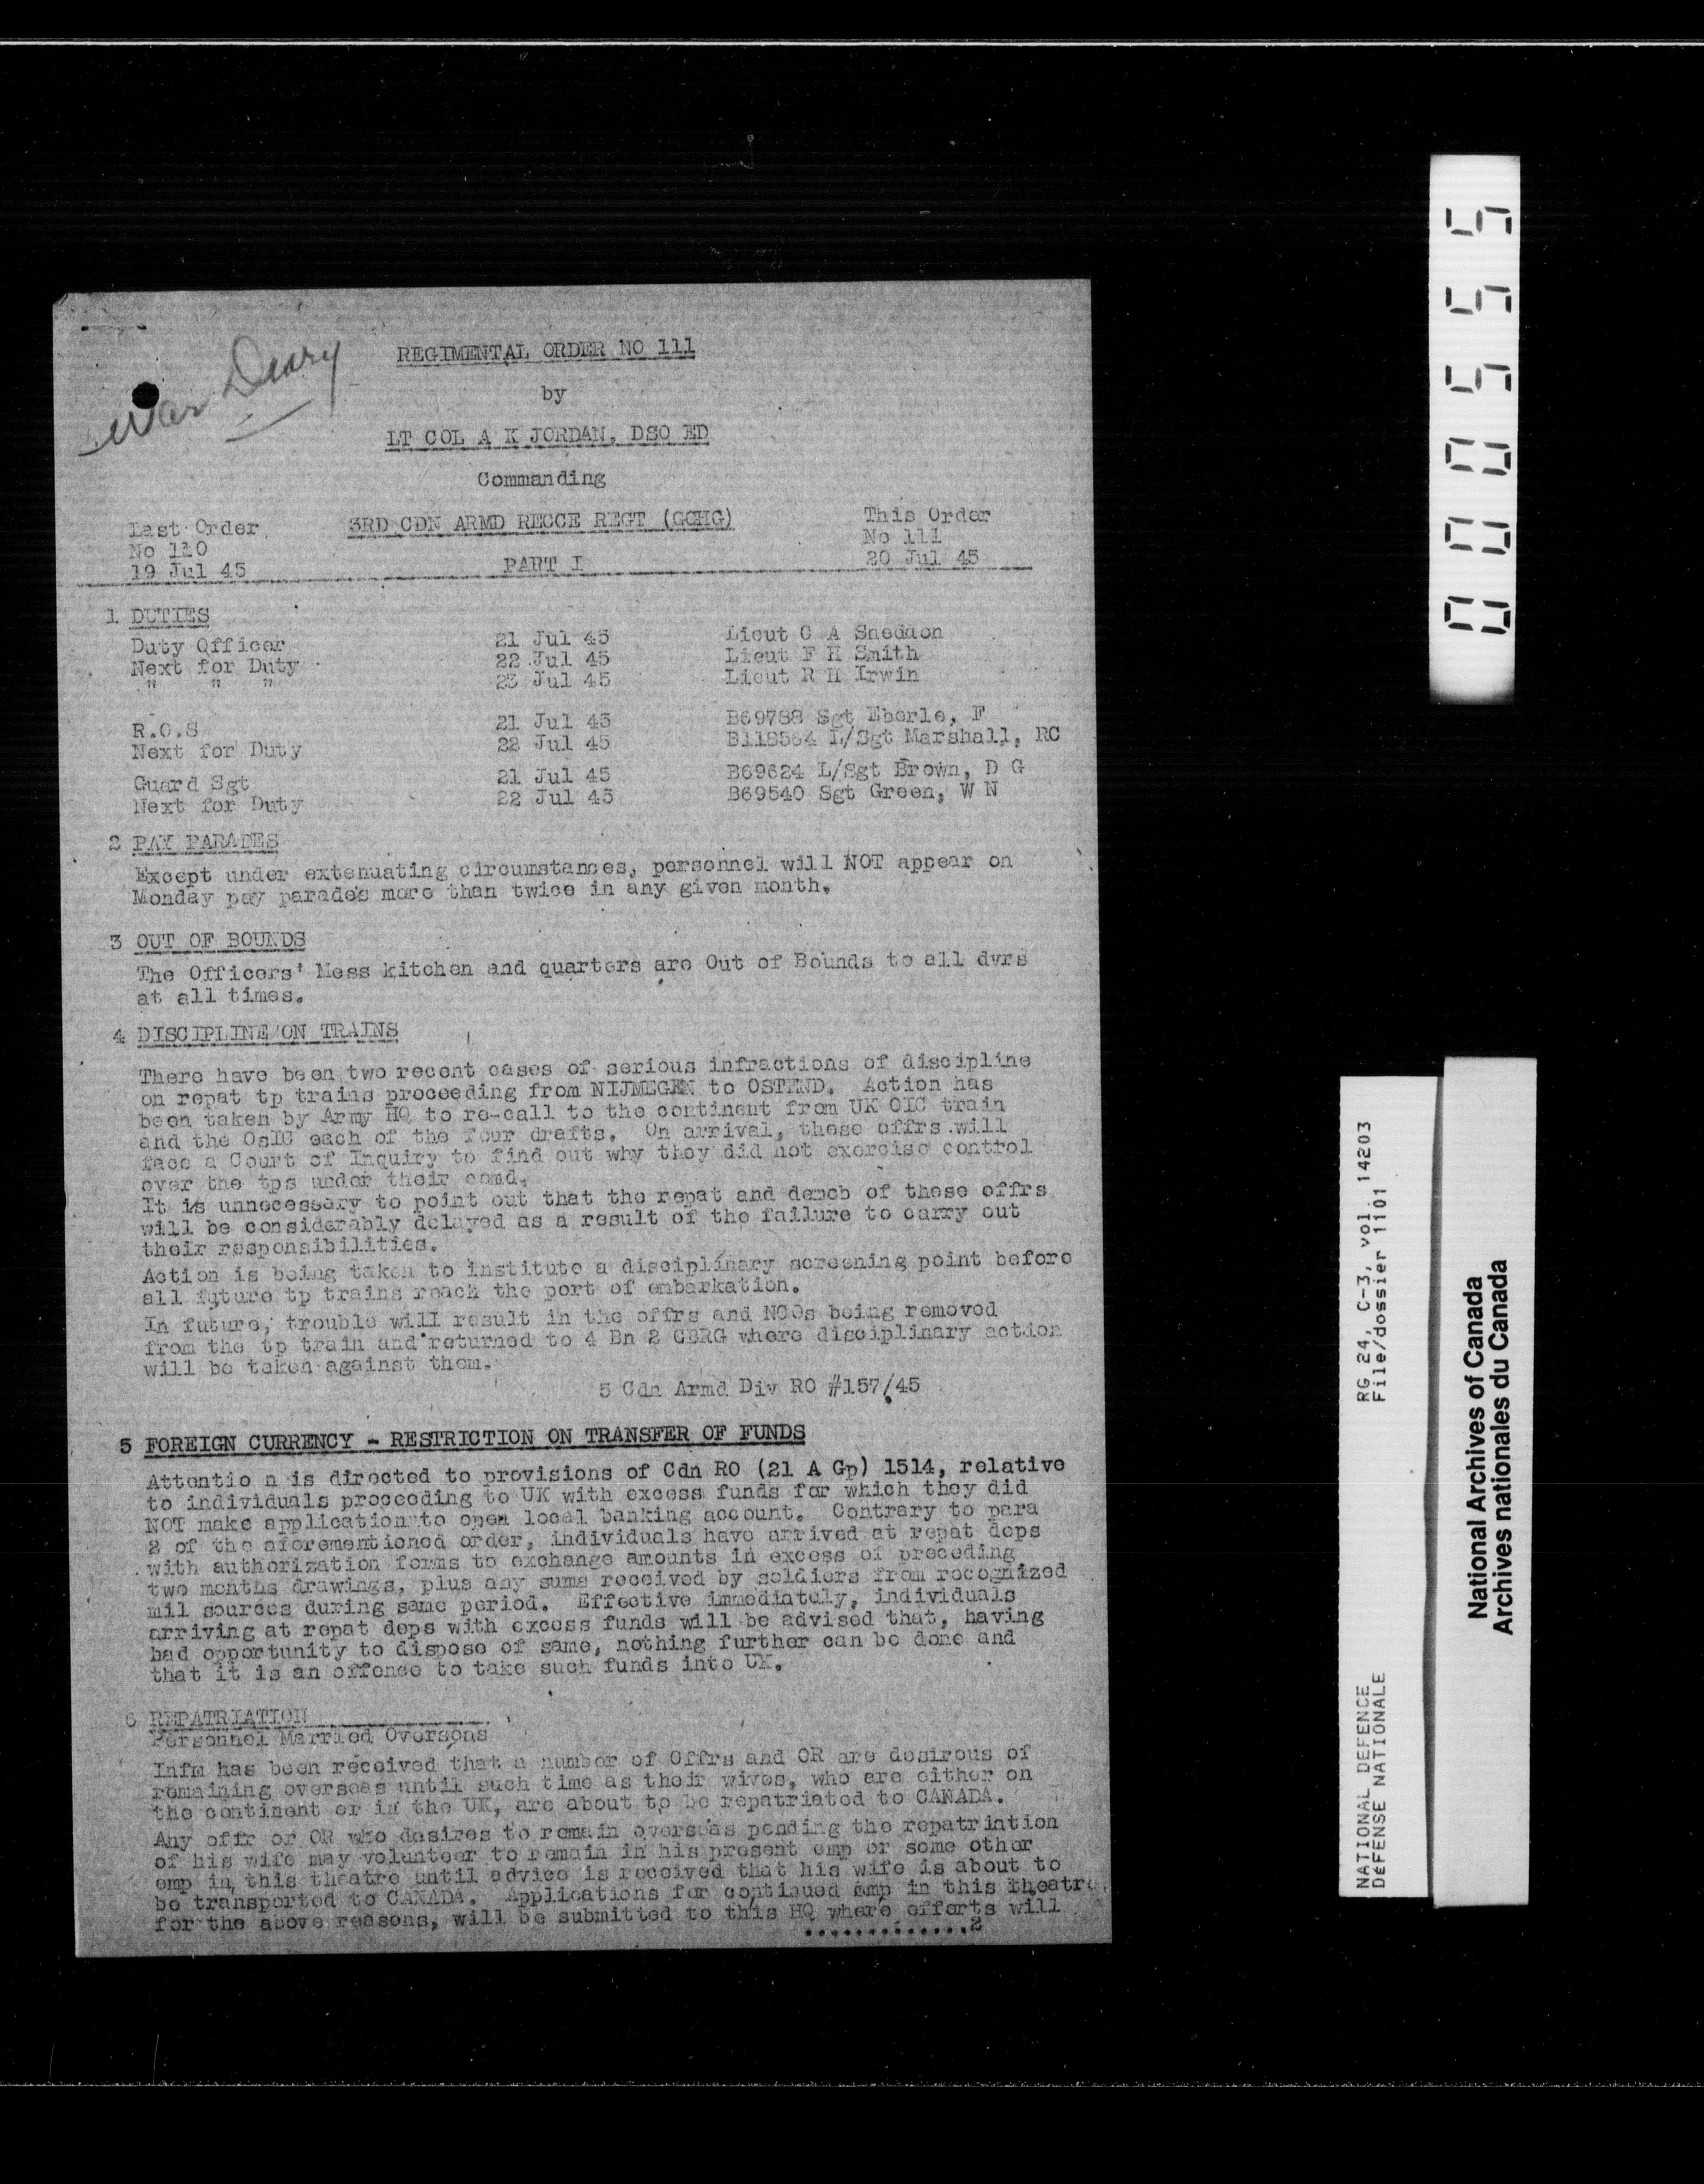 War Diary
REGIMENTAL ORDER NO 111
by
LT COL A K JORDAN, DSO ED
Commanding
Last Order
No 110
19 Jul 45
3RD CDN ARMD RECCE REGT (GGHG)
PART I
This Order
No 111
20 Jul 45
1 DUTIES
Duty Officer 21 Jul 45 Lieut C A Sneddon
Next for Duty 22 Jul 45 Lieut F H Smith
" " " 23 Jul 45 Lieut R H Irwin
R.O.S 21 Jul 45 B69788 Sgt Eberle, F
Next for Duty 22 Jul 45 B118564 L/Sgt Marshall, RC
Guard Sgt 21 Jul 45 B69624 L/Sgt Brown, D G
Next for Duty 22 Jul 45 B69540 Sgt Green, W N
2 PAY PARADES
Except under extenuating circumstances, personnel will NOT appear on
Monday pay parades more than twice in any given month.
3 OUT OF BOUNDS
The Officers' Mess kitchen and quarters are Out of Bounds to all dvrs
at all times.
4 DISCIPLINE ON TRAINS
There have been two recent cases of serious infractions of discipline
on repat tp trains proceeding from NIJMEGEN to OSTEND. Action has
been taken by Army HQ to re-call to the continent from UK OIC train
and the OsIC each of the four drafts. On arrival, these offrs will
face a Court of Inquiry to find out why they did not exercise control
over the tps under their comd.
It is unnecessary to point out that the repat and demob of these offrs
will be considerably delayed as a result of the failure to carry out
their responsibilities.
Action is being taken to institute a disciplinary screening point before
all future tp trains reach the port of embarkation.
In future, trouble will result in the offrs and NCOs being removed
from the tp train and returned to 4 Bn 2 CBRG where disciplinary action
will be taken against them.
5 Cdn Armd Div RO #157/45
5 FOREIGN CURRENCY - RESTRICTION ON TRANSFER OF FUNDS
Attentio n is directed to provisions of Cdn RO (21 A Gp) 1514, relative
to individuals proceeding to UK with excess funds for which they did
NOT make application to open local banking account. Contrary to para
2 of the aforementioned order, individuals have arrived at repat deps
with authorization forms to exchange amounts in excess of preceding
two months drawings, plus any sums received by soldiers from recognized
mil sources during same period. Effective immediately, individuals
arriving at repat deps with excess funds will be advised that, having
had opportunity to dispose of same, nothing further can be done and
that it is an offence to take such funds into UK.
6 REPATRIATION
Personnel Married Overseas
Infm has been received that a number of Offrs and OR are desirous of
remaining overseas until such time as their wives, who are either on
the continent or in the UK, are about to be repatriated to CANADA.
Any offr or OR who desires to remain overseas pending the repatriation
of his wife may volunteer to remain in his present emp or some other
emp in this theatre until advice is received that his wife is about to
be transported to CANADA. Applications for continued emp in this theatre
for the above reasons, will be submitted to this HQ where efforts will
.............2
000555
NATIONAL DEFENCE RG 24, C-3, vol. 14203
DÉFENSE NATIONALE File/dossier 1101
National Archives of Canada
Archives nationales du Canada